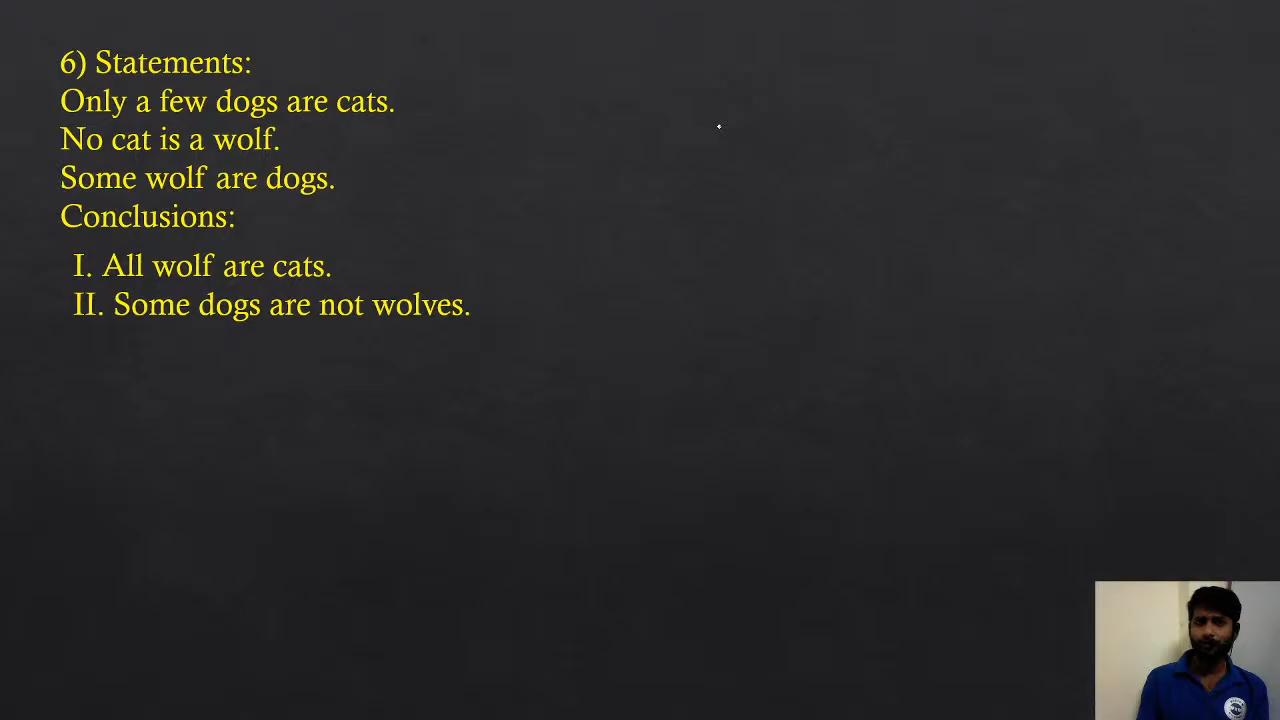 6) Statements:
Only a few dogs are cats.
No cat is a wolf.
Some wolf are dogs.
Conclusions:
I. All wolf are cats.
II. Some dogs are not wolves.